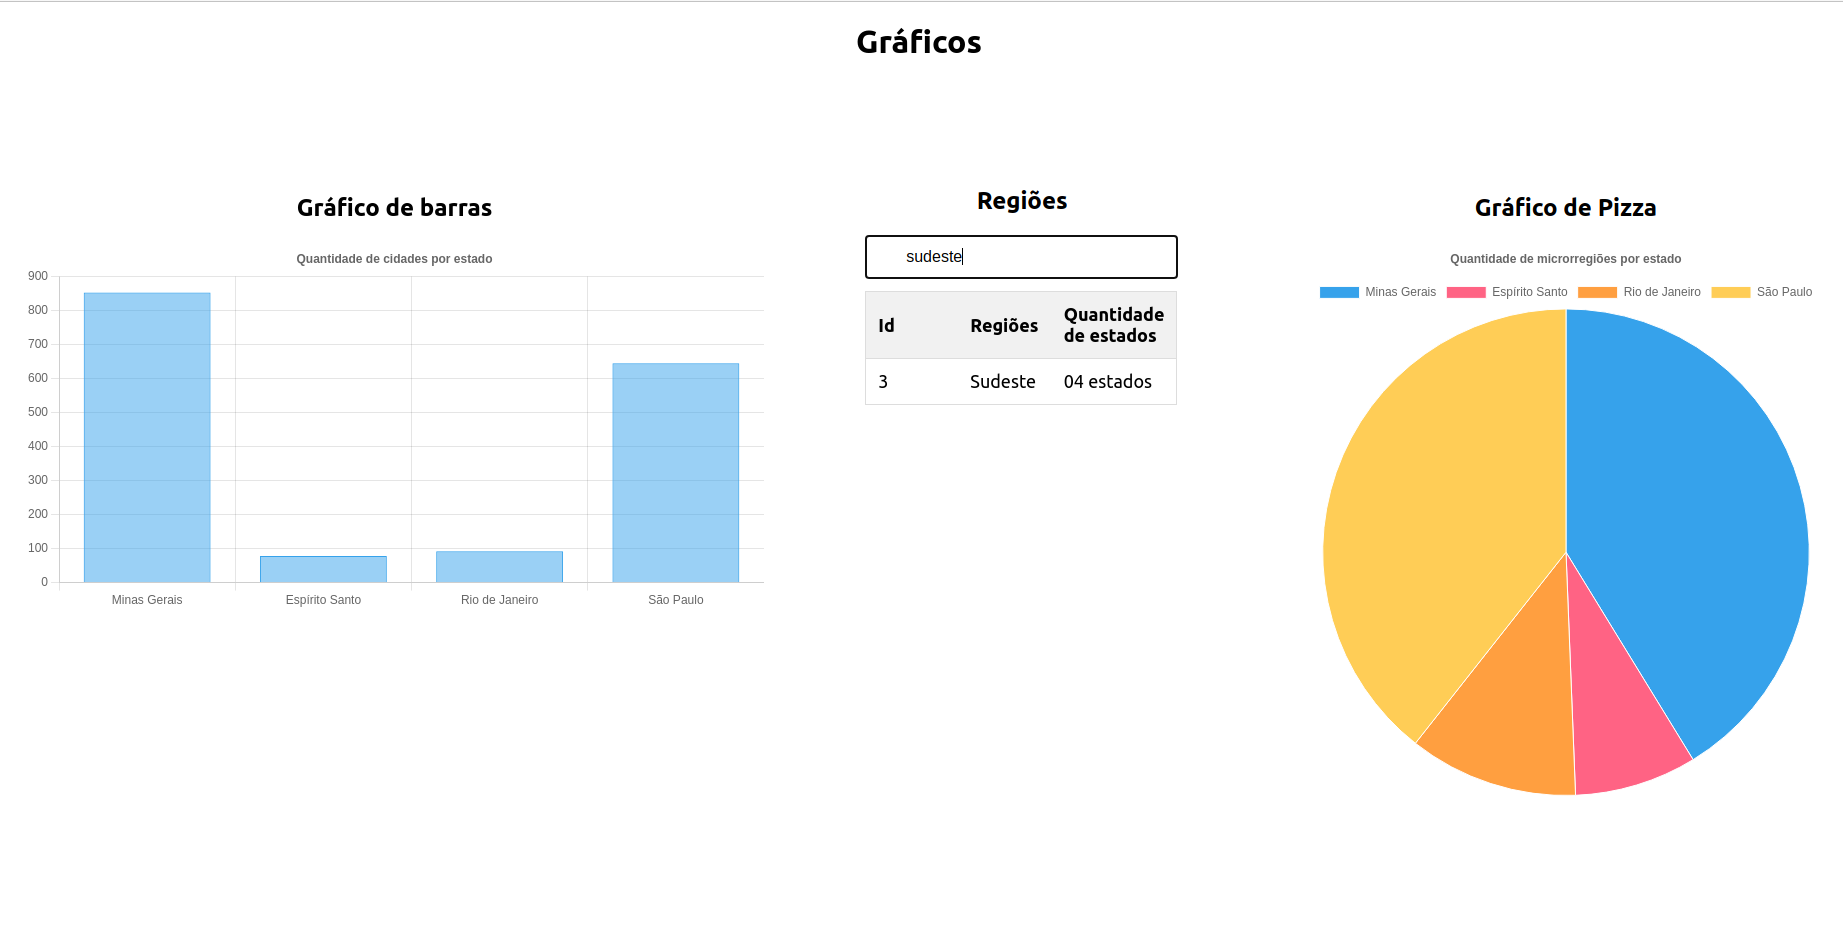 Gráficos
Gráfico de barras
Quantidade de cidades por estado
900
800
700
600
500
400
300
200
100
0
Minas Gerais Espírito Santo Rio de Janeiro São Paulo
Regiões
sudeste
Id Regiões Quantidade
de estados
3 Sudeste 04 estados
Gráfico de Pizza
Quantidade de microrregiões por estado
Minas Gerais Espírito Santo Rio de Janeiro São Paulo